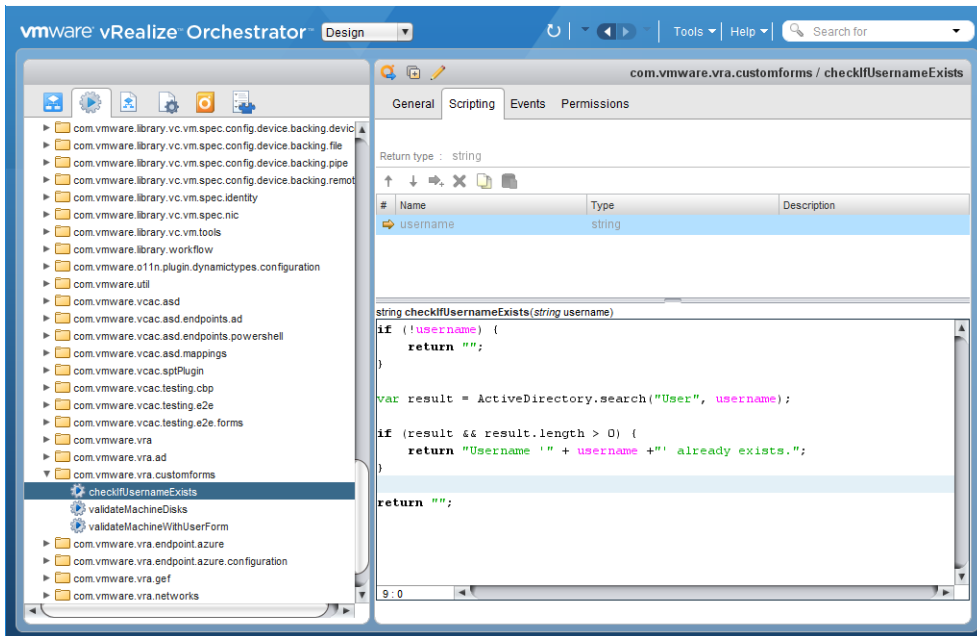 vmware vRealize Orchestrator Design
Tools Help Search for
com.vmware.library.vc.vm.spec.config.device.backing.devic
com.vmware.library.vc.vm.spec.config.device.backing.file
com.vmware.library.vc.vm.spec.config.device.backing.pipe
com.vmware.library.vc.vm.spec.config.device.backing.remot
com.vmware.library.vc.vm.spec.identity
com.vmware.library.vc.vm.spec.nic
com.vmware.library.vc.vm.tools
com.vmware.library.workflow
com.vmware.o11n.plugin.dynamictypes.configuration
com.vmware.util
com.vmware.vcac.asd
com.vmware.vcac.asd.endpoints.ad
com.vmware.vcac.asd.endpoints.powershell
com.vmware.vcac.asd.mappings
com.vmware.vcac.sptPlugin
com.vmware.vcac.testing.cbp
com.vmware.vcac.testing.e2e
com.vmware.vcac.testing.e2e.forms
com.vmware.vra
com.vmware.vra.ad
com.vmware.vra.customforms
checkIfUsernameExists
validateMachineDisks
validateMachineWithUserForm
com.vmware.vra.endpoint.azure
com.vmware.vra.endpoint.azure.configuration
com.vmware.vra.gef
com.vmware.vra.networks
com.vmware.vra.customforms / checkIfUsernameExists
General Scripting Events Permissions
Return type : string
# Name Type Description
username string
string checkIfUsernameExists(string username)
if (!username) {
return "";
}
var result = ActiveDirectory.search("User", username);
if (result && result.length > 0) {
return "Username '" + username +"' already exists.";
}
return "";
9 : 0